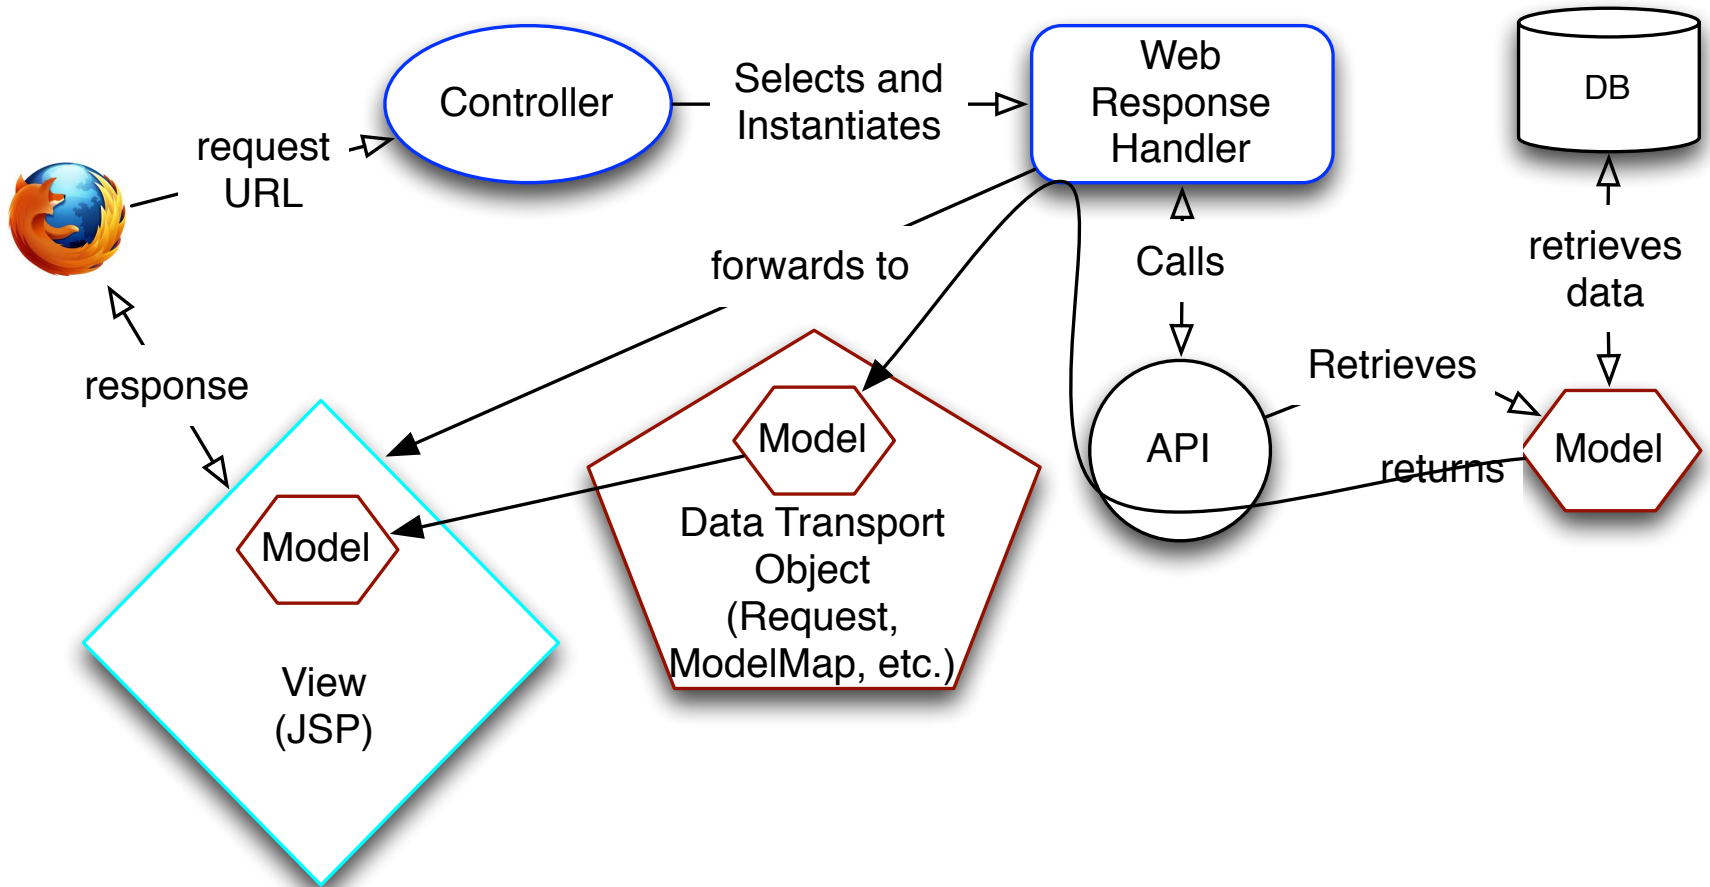 Controller
Selects and
Instantiates
Web
Response
Handler
DB
request
URL
forwards to
Calls
retrieves
data
response
Retrieves
Model
API
Model
returns
Model
Data Transport
Object
(Request,
ModelMap, etc.)
View
(JSP)